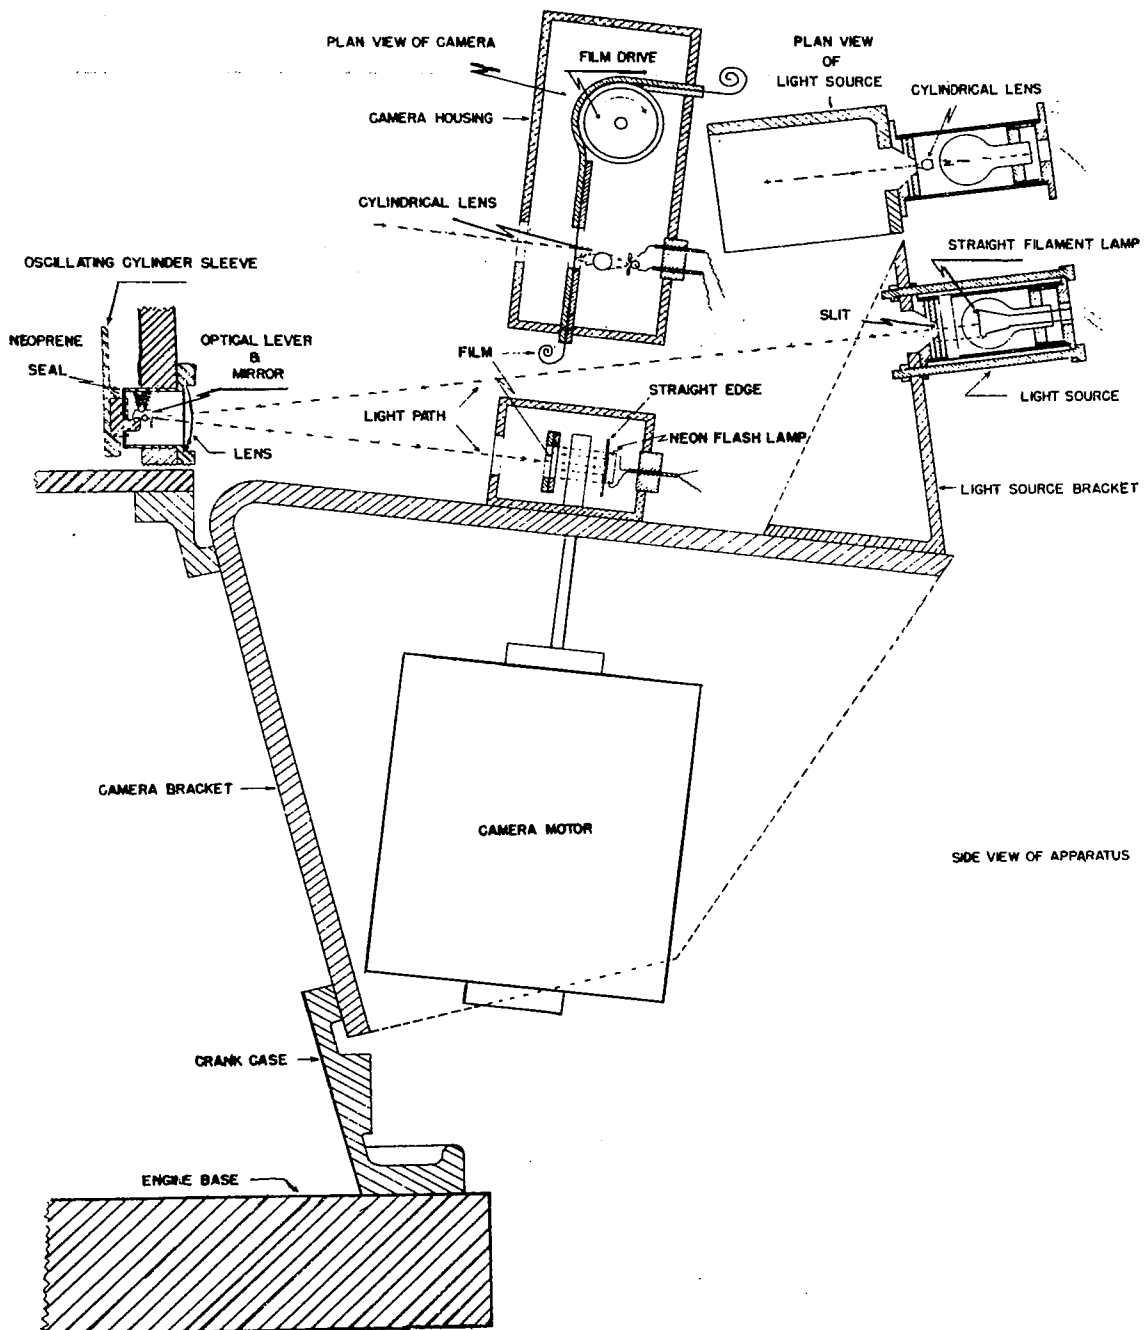 PLAN VIEW OF CAMERA
FILM DRIVE
PLAN VIEW
OF
LIGHT SOURCE
CYLINDRICAL LENS
CAMERA HOUSING
CYLINDRICAL LENS
STRAIGHT FILAMENT LAMP
OSCILLATING CYLINDER SLEEVE
NEOPRENE
SEAL
OPTICAL LEVER
&
MIRROR
SLIT
FILM
STRAIGHT EDGE
LIGHT SOURCE
LIGHT PATH
NEON FLASH LAMP
LENS
LIGHT SOURCE BRACKET
CAMERA BRACKET
CAMERA MOTOR
SIDE VIEW OF APPARATUS
CRANK CASE
ENGINE BASE